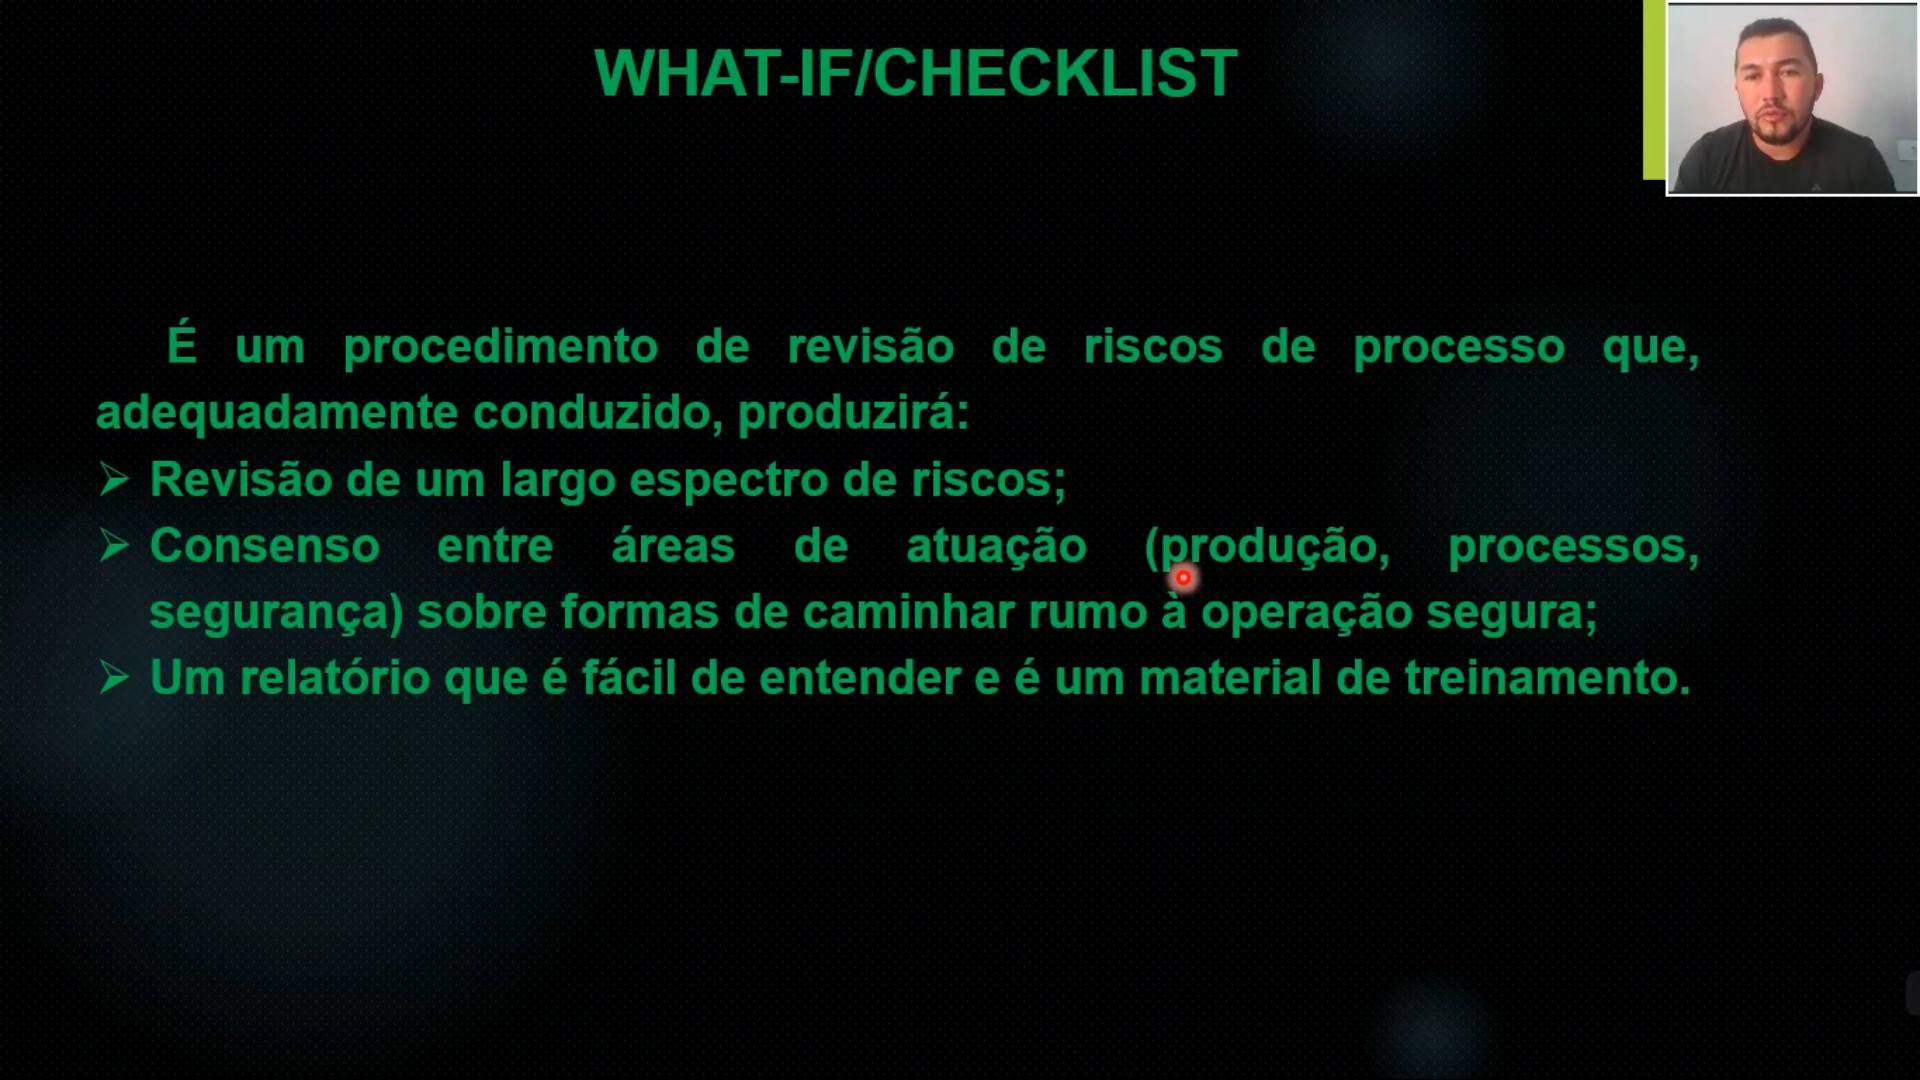 WHAT-IF/CHECKLIST
É um procedimento de revisão de riscos de processo que,
adequadamente conduzido, produzirá:
➢ Revisão de um largo espectro de riscos;
➢ Consenso entre áreas de atuação (produção, processos,
segurança) sobre formas de caminhar rumo à operação segura;
➢ Um relatório que é fácil de entender e é um material de treinamento.